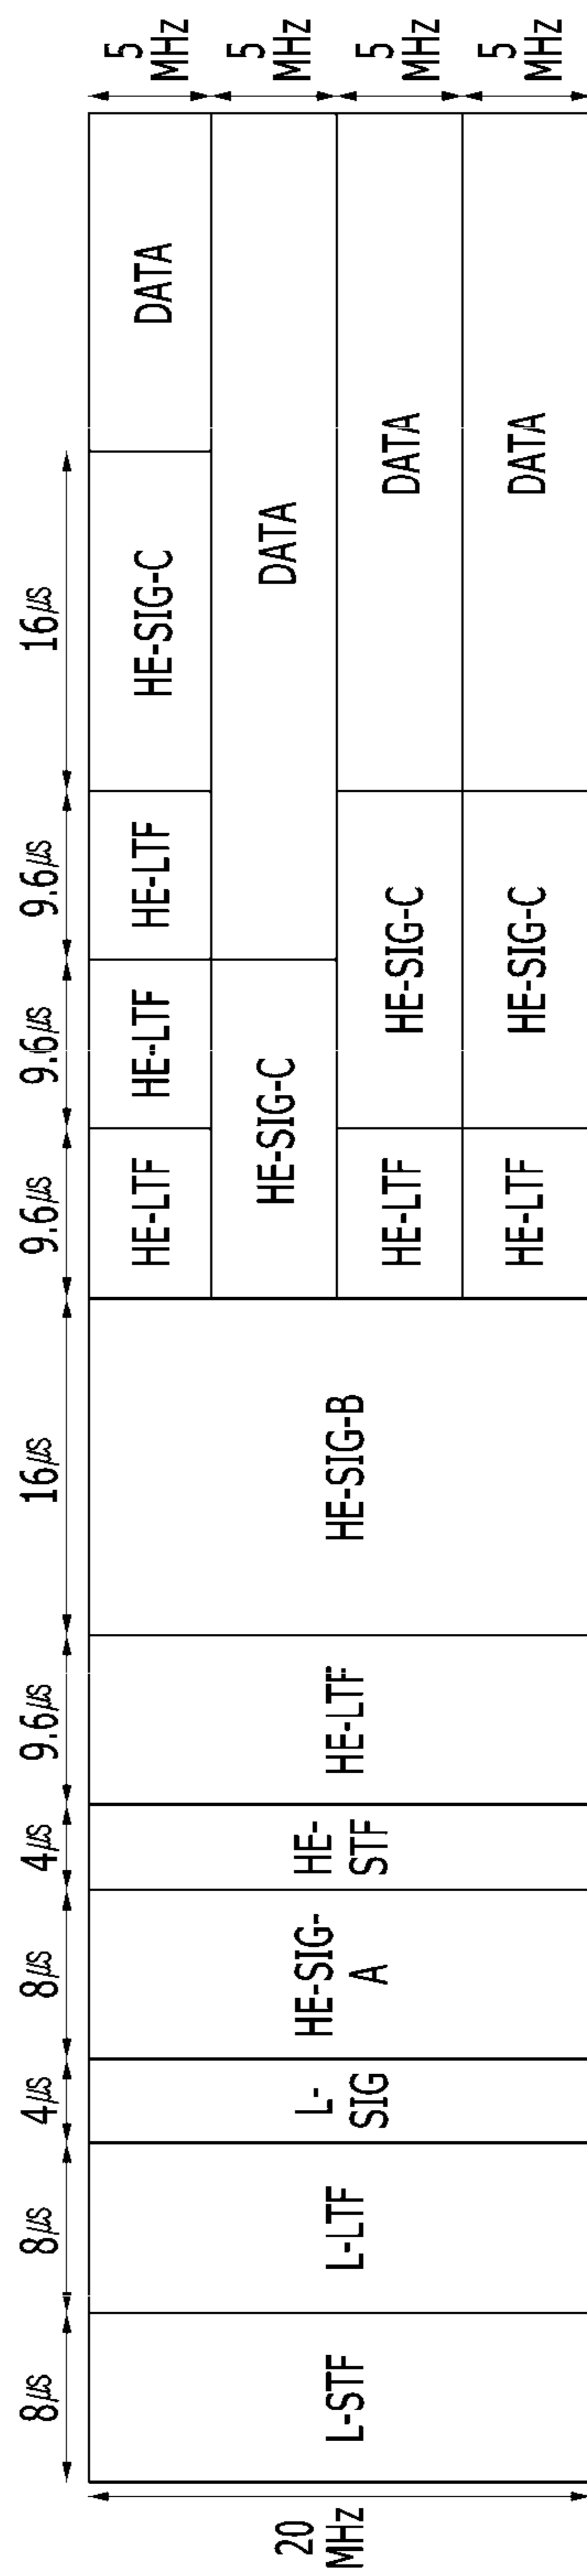 8μs
8μs
4μs
8μs
4μs
9.6μs
16μs
9.6μs
9.6μs
9.6μs
16μs
20
MHz
L-STF
L-LTF
L-
SIG
HE-SIG-
A
HE-
STF
HE-LTF
HE-SIG-B
HE-LTF
HE-LTF
HE-LTF
HE-SIG-C
DATA
5
MHz
HE-SIG-C
DATA
5
MHz
HE-LTF
HE-SIG-C
DATA
5
MHz
HE-LTF
HE-SIG-C
DATA
5
MHz